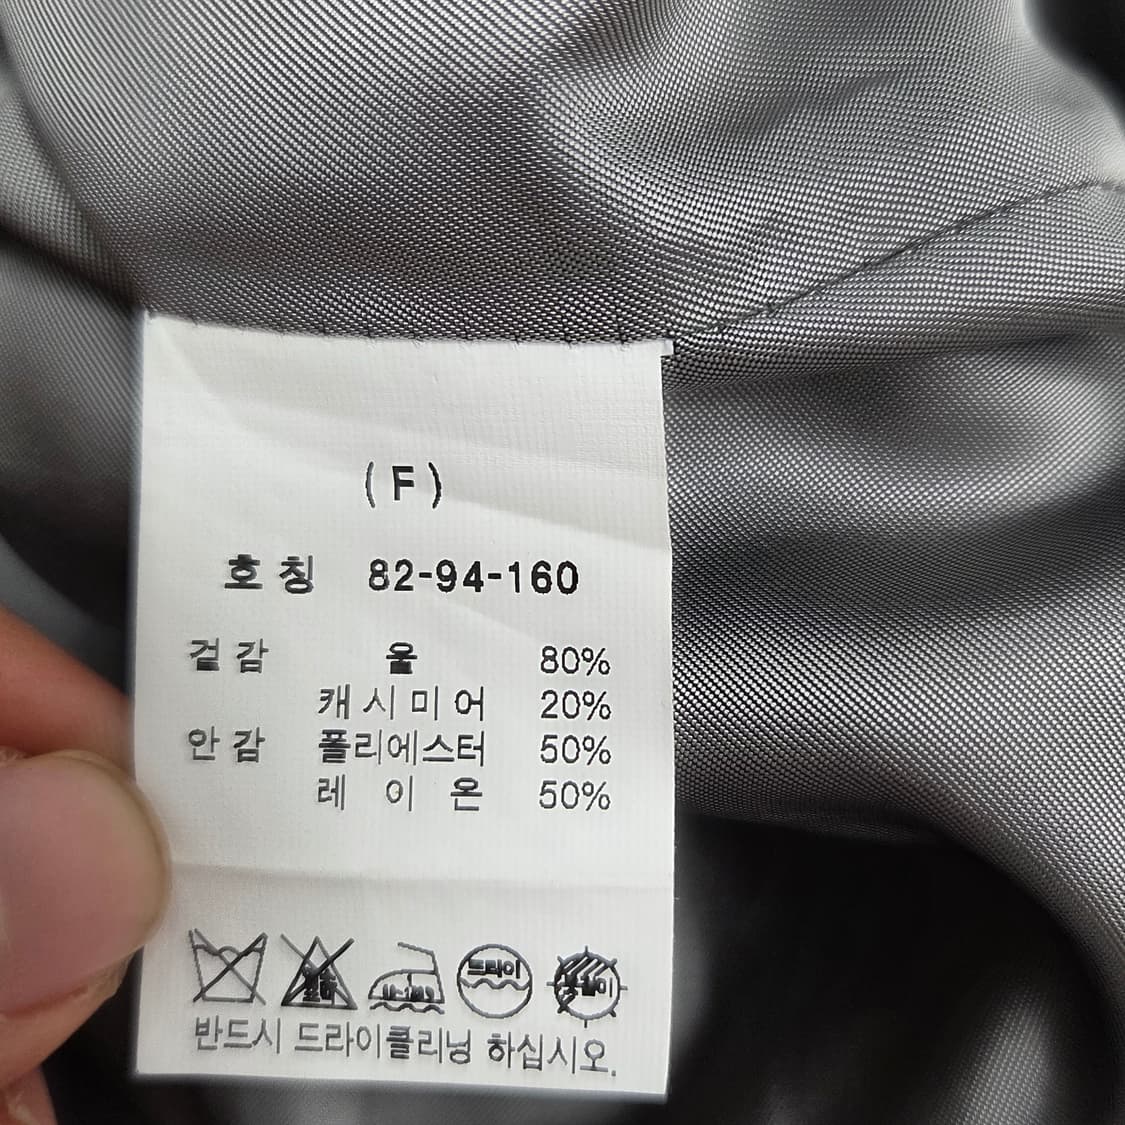 (F)
호칭 82-94-160
겉감 울 80%
캐시미어 20%
안감 폴리에스터 50%
레이온 50%
드라이
반드시 드라이클리닝 하십시오.